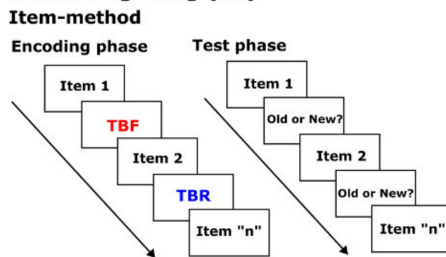 Item-method
Encoding phase
Item 1
TBF
Item 2
TBR
Item "n"
Test phase
Item 1
Old or New?
Item 2
Old or New?
Item "n"